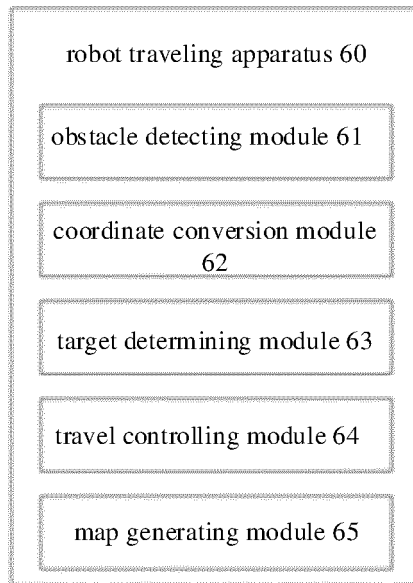 robot traveling apparatus 60
obstacle detecting module 61
coordinate conversion module
62
target determining module 63
travel controlling module 64
map generating module 65